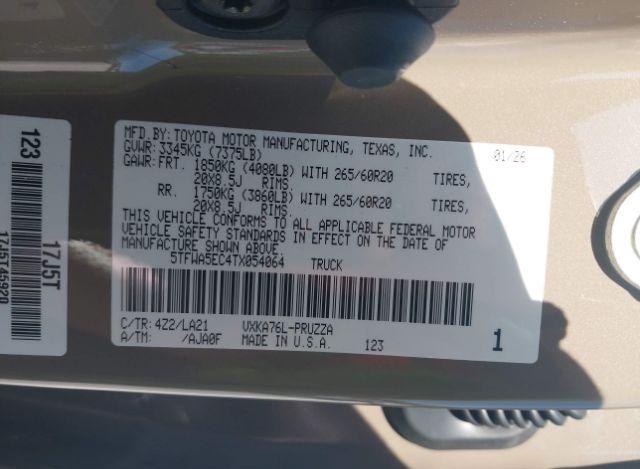 MFD.BY: TOYOTA MOTOR MANUFACTURING, TEXAS, INC. 01/26
GVWR: 3345KG (7375LB)
GAWR: FRT. 1850KG (4080LB) WITH 265/60R20 TIRES,
20X8.5J RIMS.
RR. 1750KG (3860LB) WITH 265/60R20 TIRES,
20X8.5J RIMS.
THIS VEHICLE CONFORMS TO ALL APPLICABLE FEDERAL MOTOR
VEHICLE SAFETY STANDARDS IN EFFECT ON THE DATE OF
MANUFACTURE SHOWN ABOVE.
5TFWA5EC4TX054064 TRUCK
C/TR: 4Z2/LA21 VXKA76L-PRUZZA
A/TM: /AJA0F MADE IN U.S.A. 123 1
123
17J5T
17J5T45920